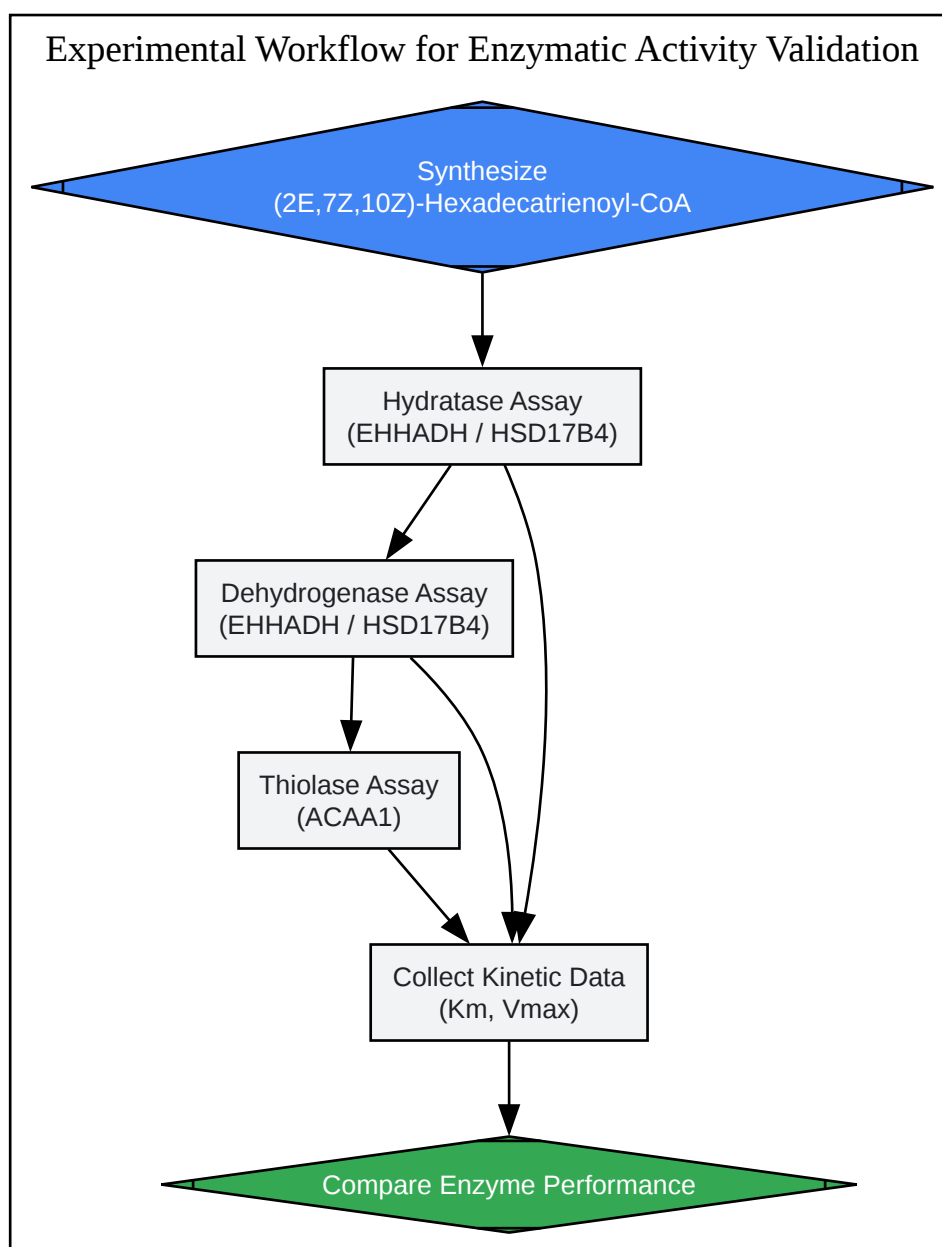 Experimental Workflow for Enzymatic Activity Validation
Synthesize
(2E,7Z,10Z)-Hexadecatrienoyl-CoA
Hydratase Assay
(EHHADH / HSD17B4)
Dehydrogenase Assay
(EHHADH / HSD17B4)
Thiolase Assay
(ACAA1)
Collect Kinetic Data
(Km, Vmax)
Compare Enzyme Performance